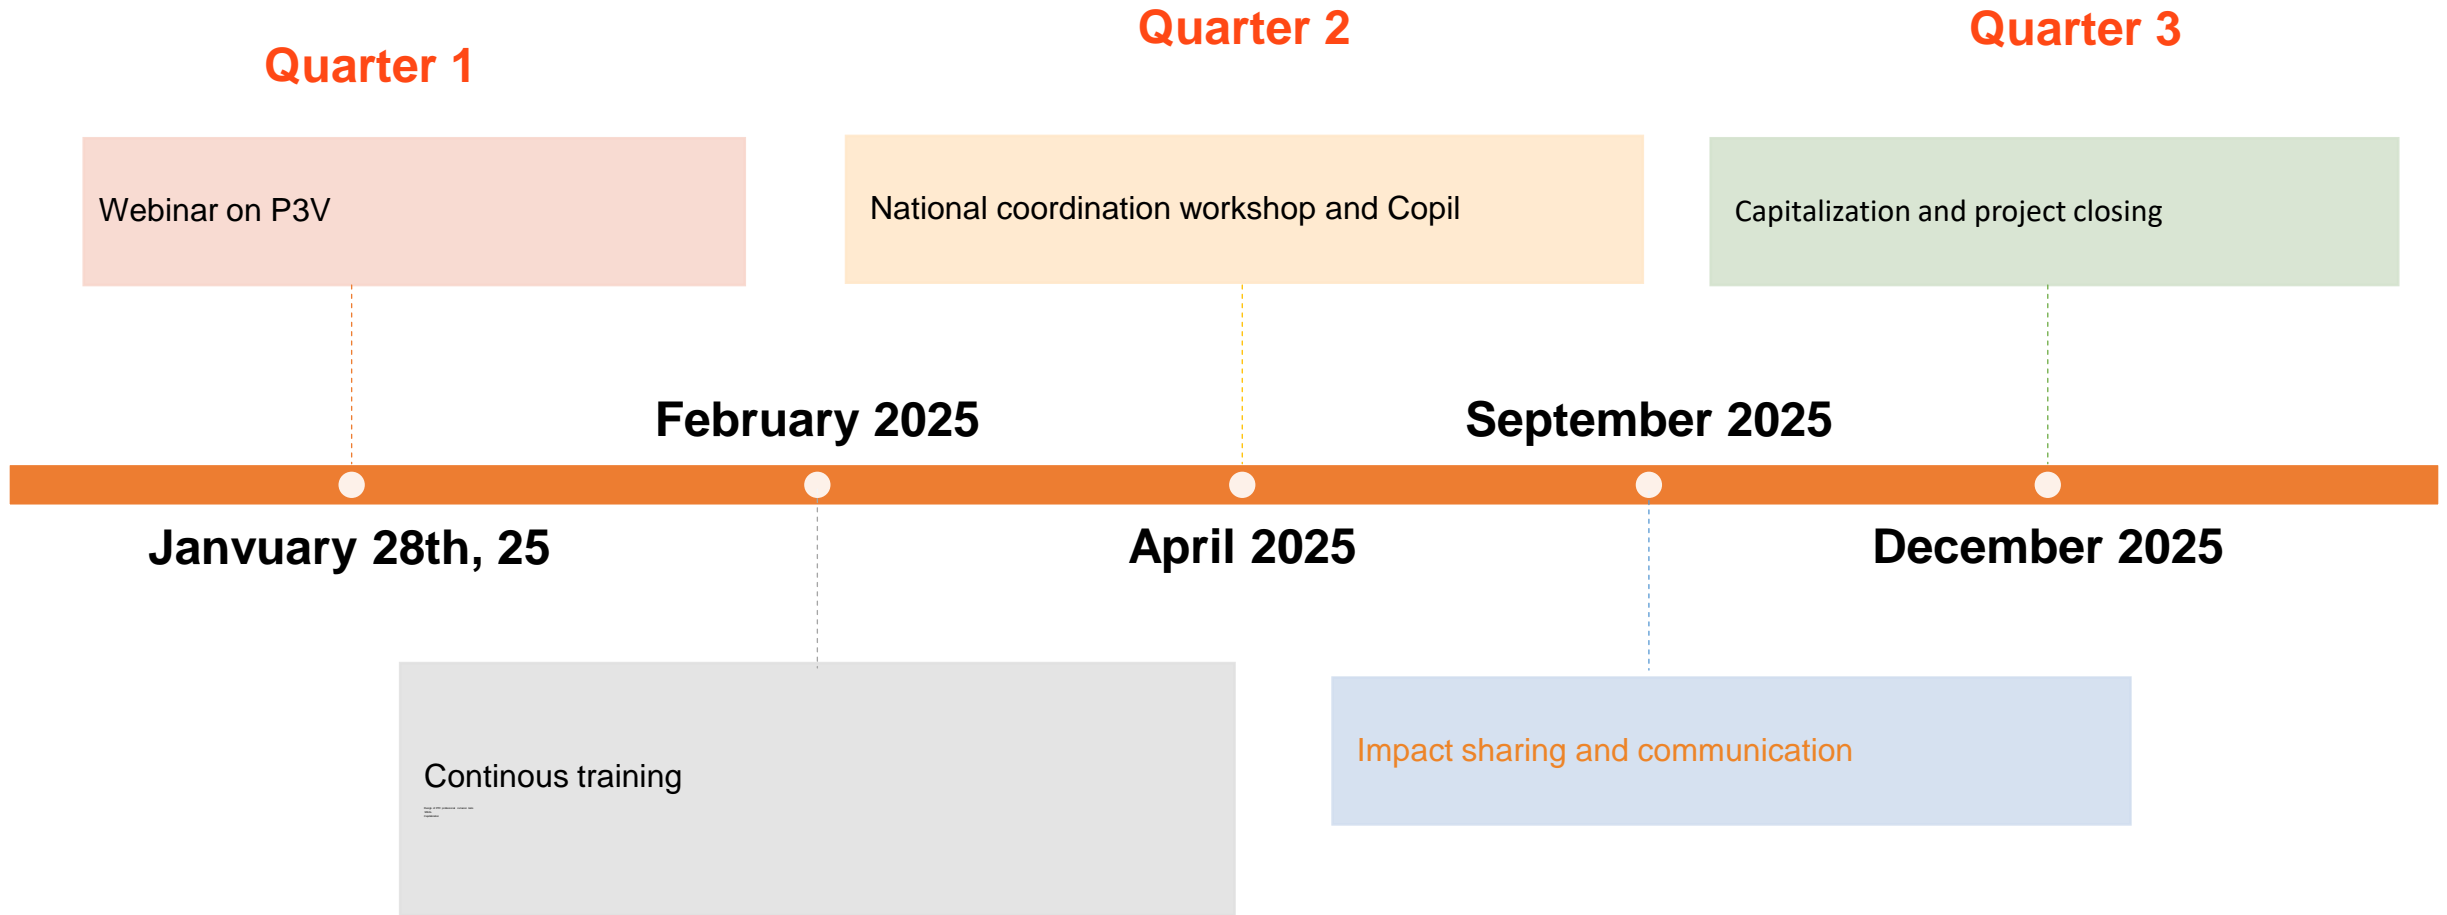 Quarter 1
Quarter 2
Quarter 3
Webinar on P3V
National coordination workshop and Copil
Capitalization and project closing
February 2025
September 2025
Janvuary 28th, 25
April 2025
December 2025
Continous training
Impact sharing and communication